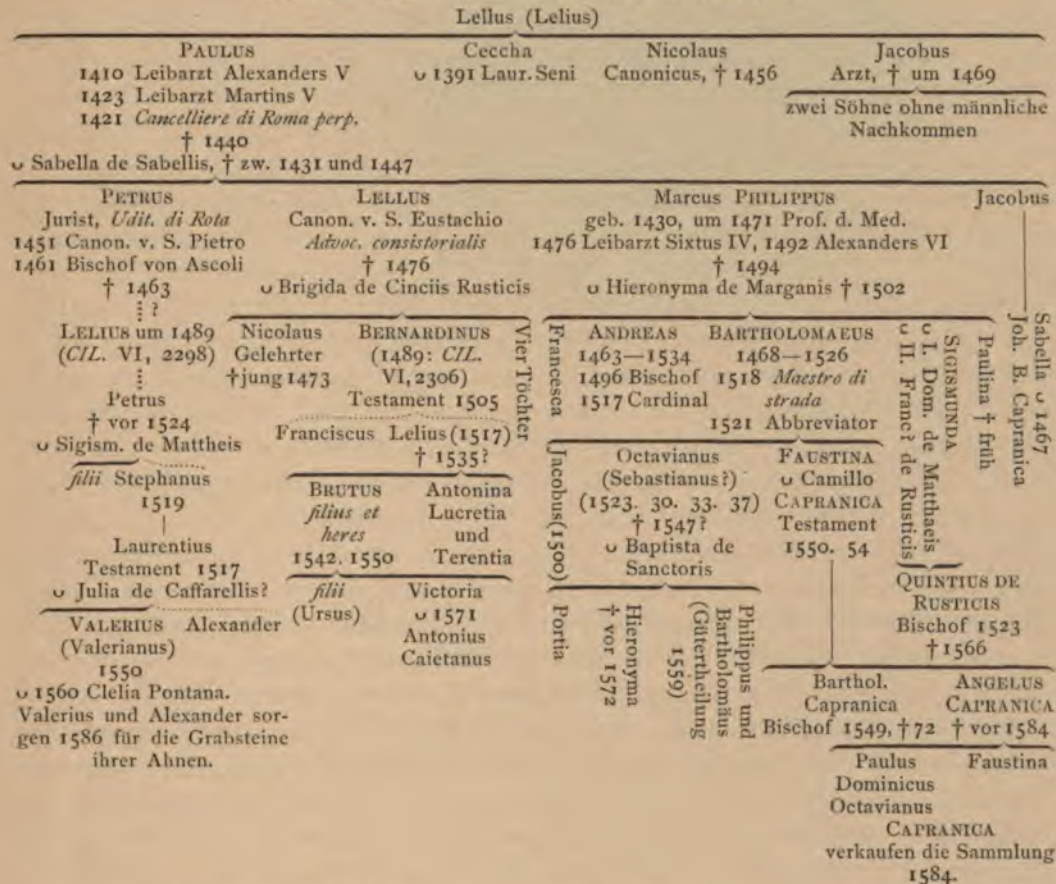 Lellus (Lelius)
PAULUS
1410 Leibarzt Alexanders V
1423 Leibarzt Martins V
1421 Cancelliere di Roma perp.
† 1440
ᴗ Sabella de Sabellis, † zw. 1431 und 1447
Ceccha
ᴗ 1391 Laur. Seni
Nicolaus
Canonicus, † 1456
Jacobus
Arzt, † um 1469
zwei Söhne ohne männliche
Nachkommen
PETRUS
Jurist, Udit. di Rota
1451 Canon. v. S. Pietro
1461 Bischof von Ascoli
† 1463
?
LELIUS um 1489
(CIL. VI, 2298)
Petrus
† vor 1524
ᴗ Sigism. de Mattheis
filii Stephanus
1519
Laurentius
Testament 1517
ᴗ Julia de Caffarellis?
VALERIUS Alexander
(Valerianus)
1550
ᴗ 1560 Clelia Pontana.
Valerius und Alexander sor-
gen 1586 für die Grabsteine
ihrer Ahnen.
LELLUS
Canon. v. S. Eustachio
Advoc. consistorialis
† 1476
ᴗ Brigida de Cinciis Rusticis
Nicolaus
Gelehrter
†jung 1473
BERNARDINUS
(1489: CIL.
VI, 2306)
Testament 1505
Vier Töchter
Franciscus Lelius (1517)
† 1535?
BRUTUS
filius et
heres
1542. 1550
Antonina
Lucretia
und
Terentia
filii
(Ursus)
Victoria
ᴗ 1571
Antonius
Caietanus
Marcus PHILIPPUS
geb. 1430, um 1471 Prof. d. Med.
1476 Leibarzt Sixtus IV, 1492 Alexanders VI
† 1494
ᴗ Hieronyma de Marganis † 1502
Francesca
ANDREAS
1463—1534
1496 Bischof
1517 Cardinal
BARTHOLOMAEUS
1468—1526
1518 Maestro di
strada
1521 Abbreviator
SIGISMUNDA
ᴗ I. Dom. de Matthaeis
ᴗ II. Franc? de Rusticis
Paulina † früh
Jacobus
Sabella ᴗ 1467
Joh. B. Capranica
Jacobus (1500)
Octavianus
(Sebastianus?)
(1523. 30. 33. 37)
† 1547?
ᴗ Baptista de
Sanctoris
FAUSTINA
ᴗ Camillo
CAPRANICA
Testament
1550. 54
QUINTIUS DE
RUSTICIS
Bischof 1523
†1566
Portia
Hieronyma
† vor 1572
Philippus und
Bartholomäus
(Gütertheilung
1559)
Barthol.
Capranica
Bischof 1549, † 72
ANGELUS
CAPRANICA
† vor 1584
Paulus
Dominicus
Octavianus
CAPRANICA
Faustina
verkaufen die Sammlung
1584.